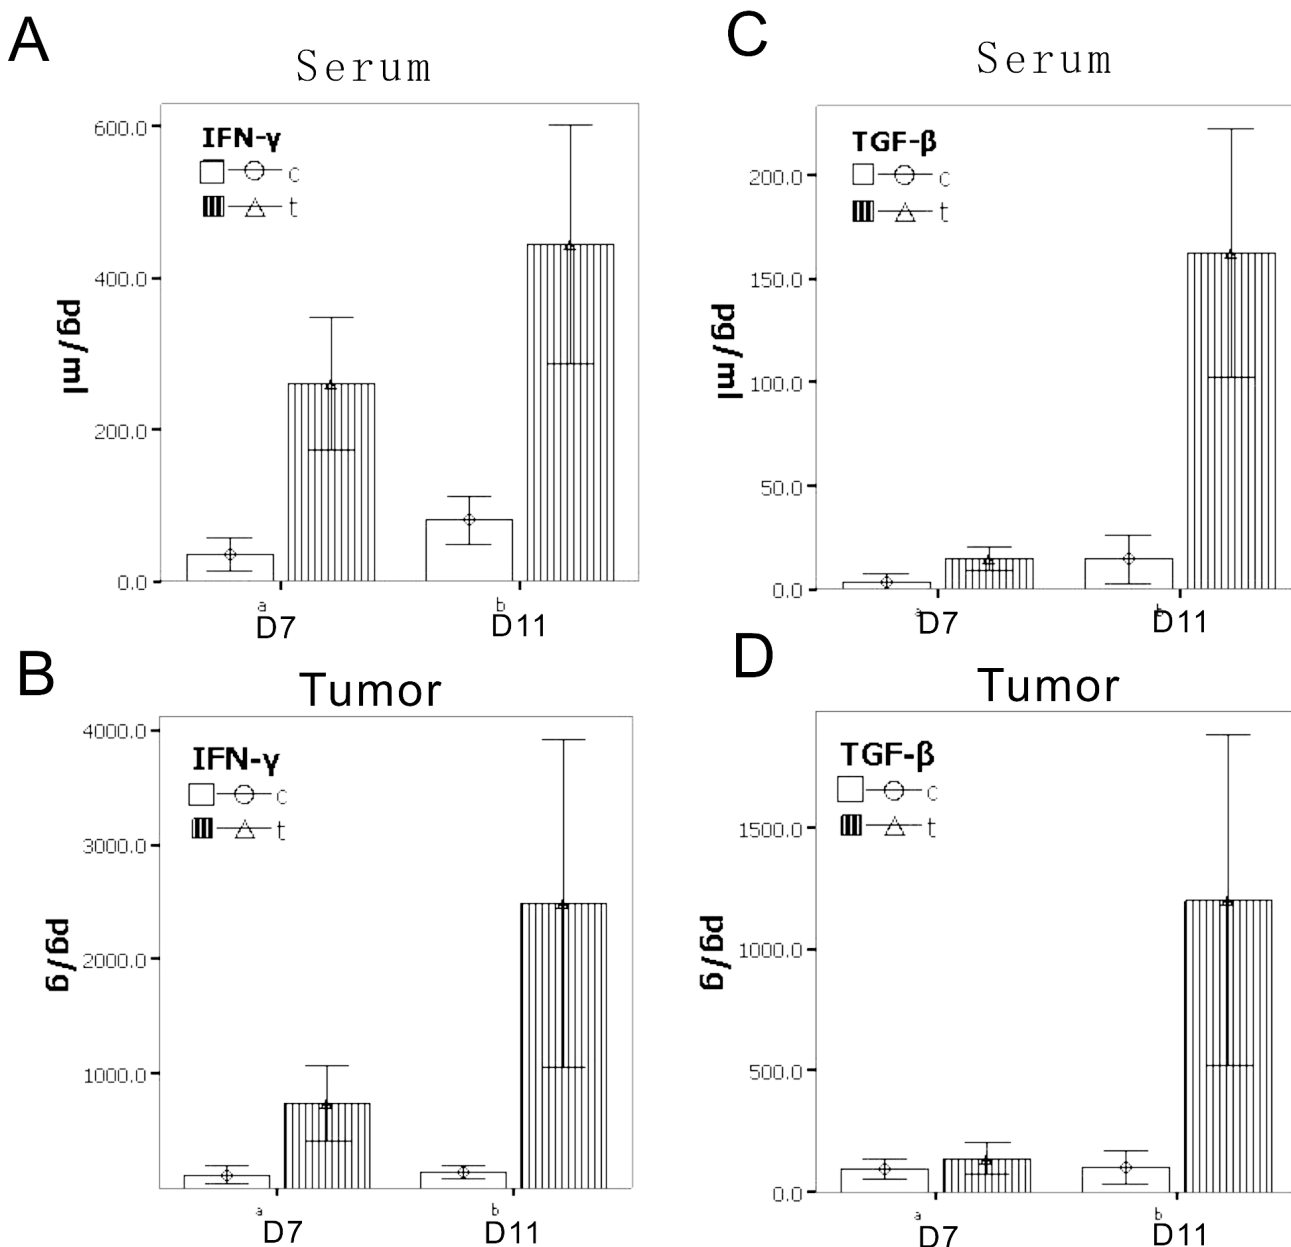 A
Serum
600.0
IFN-γ
c
t
400.0
pg/ml
200.0
0.0
a
D7
b
D11
C
Serum
TGF-β
200.0
c
t
150.0
pg/ml
100.0
50.0
0.0
a
D7
b
D11
B
Tumor
4000.0
IFN-γ
c
t
3000.0
pg/g
2000.0
1000.0
a
D7
b
D11
D
Tumor
TGF-β
c
1500.0
t
pg/g
1000.0
500.0
0.0
a
D7
b
D11